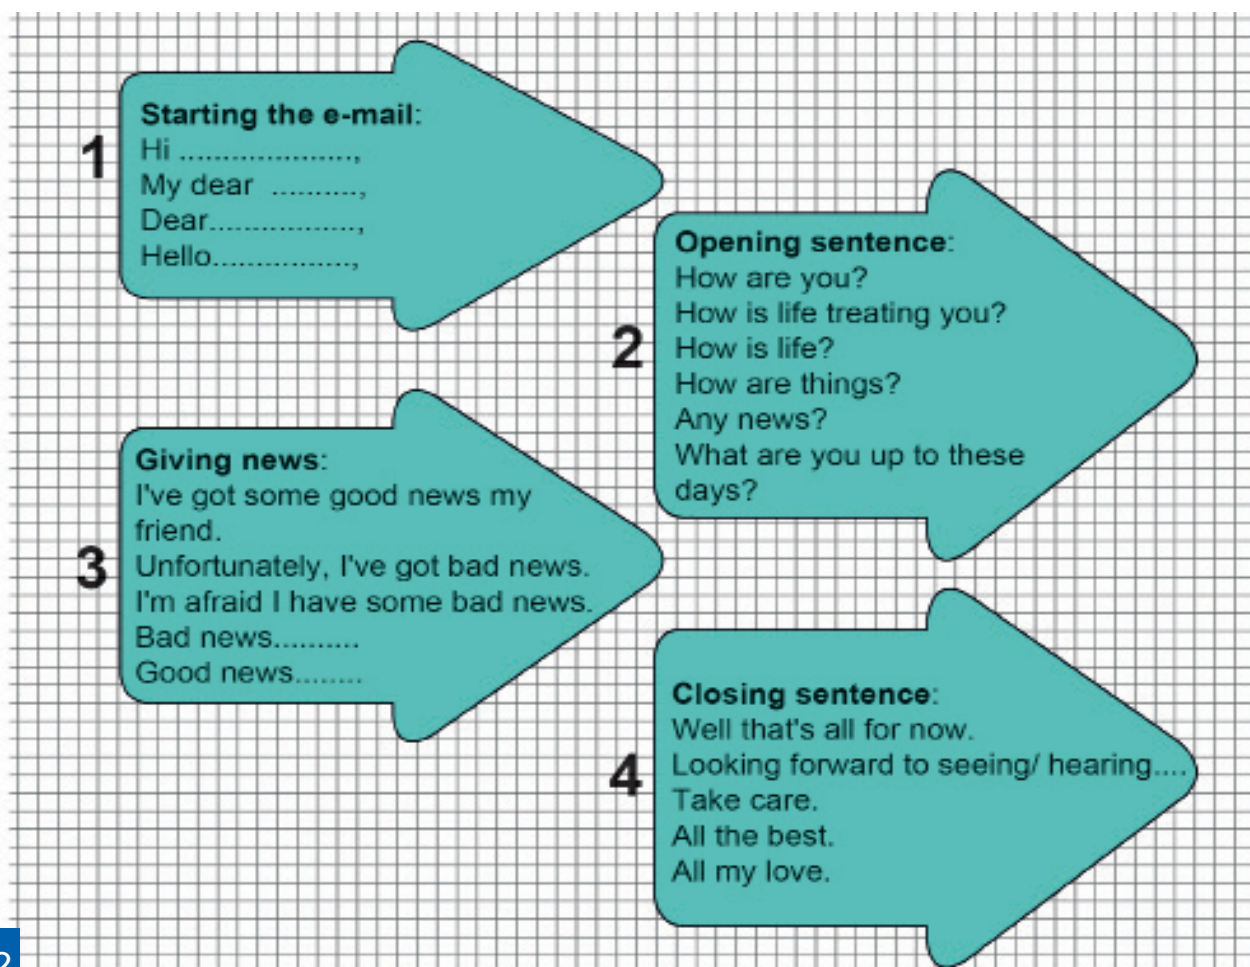 1
Starting the e-mail:
Hi ....................,
My dear ..........,
Dear.................,
Hello................,
2
Opening sentence:
How are you?
How is life treating you?
How is life?
How are things?
Any news?
What are you up to these
days?
3
Giving news:
I've got some good news my
friend.
Unfortunately, I've got bad news.
I'm afraid I have some bad news.
Bad news..........
Good news........
4
Closing sentence:
Well that's all for now.
Looking forward to seeing/ hearing....
Take care.
All the best.
All my love.
2